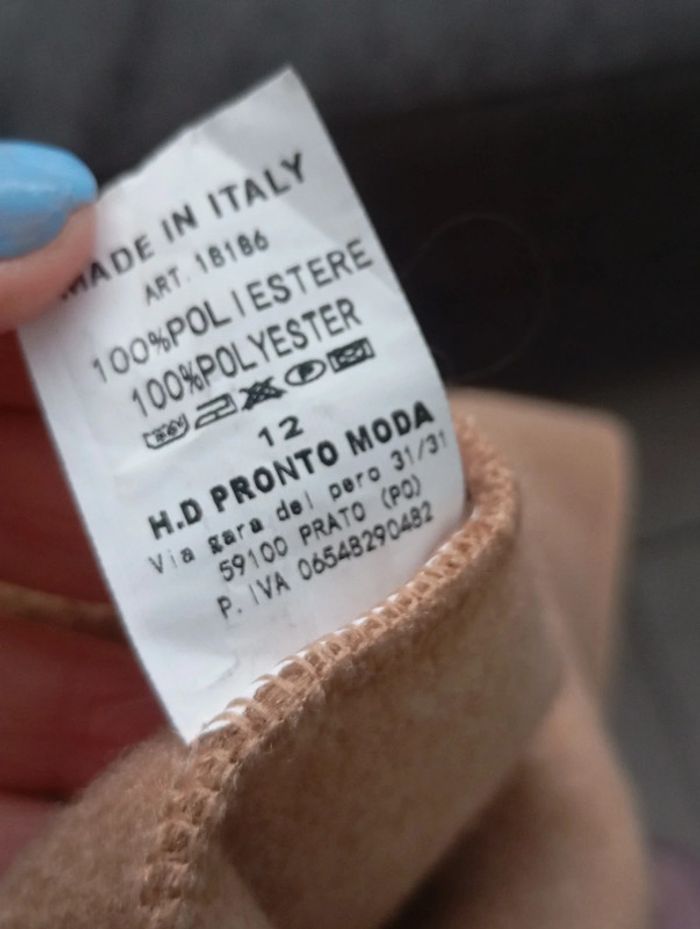 MADE IN ITALY
ART. 18186
100%POLIESTERE
100%POLYESTER
12
H.D PRONTO MODA
Via gara del pero 31/31
59100 PRATO (PO)
P. IVA 06548290482